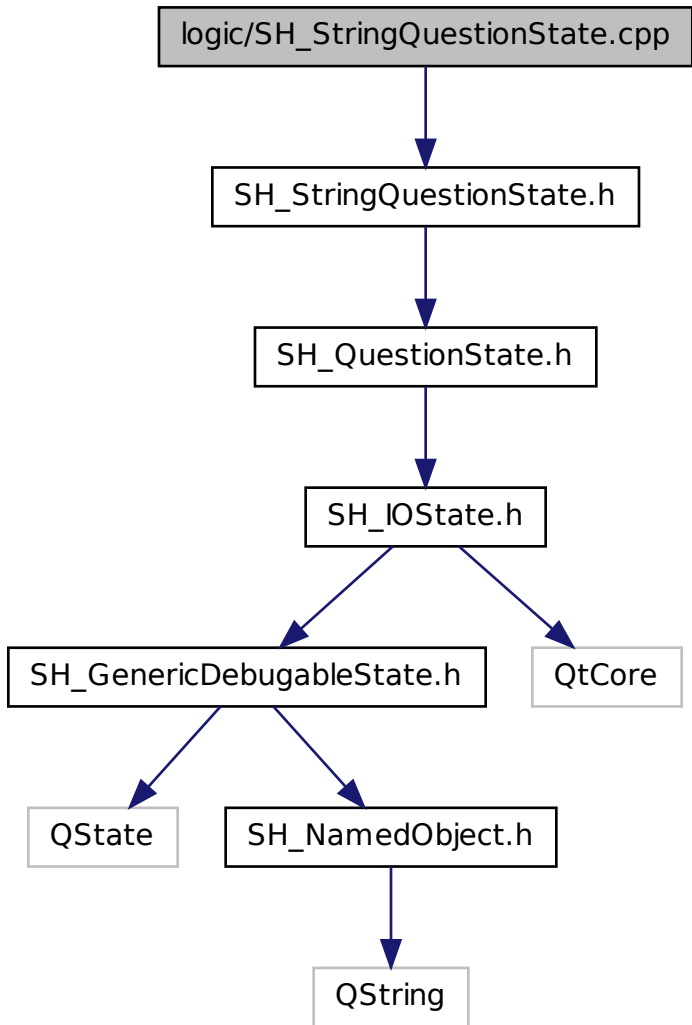 logic/SH_StringQuestionState.cpp
SH_StringQuestionState.h
SH_QuestionState.h
SH_IOState.h
SH_GenericDebugableState.h
QtCore
QState
SH_NamedObject.h
QString